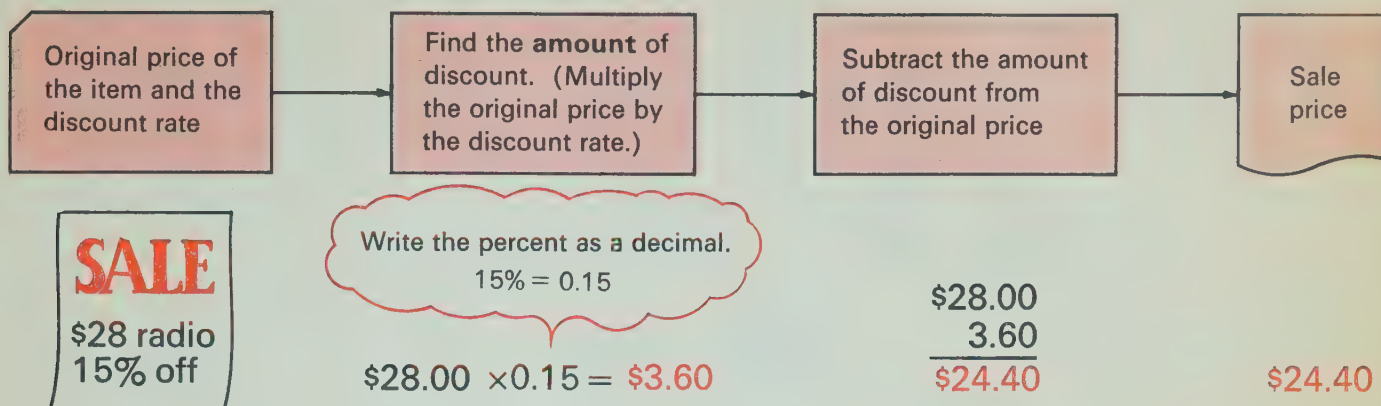 Original price of
the item and the
discount rate
Find the amount of
discount. (Multiply
the original price by
the discount rate.)
Subtract the amount
of discount from
the original price
Sale
price
SALE
$28 radio
15% off
Write the percent as a decimal.
15% = 0.15
$28.00 ×0.15 = $3.60
$28.00
3.60
$24.40
$24.40